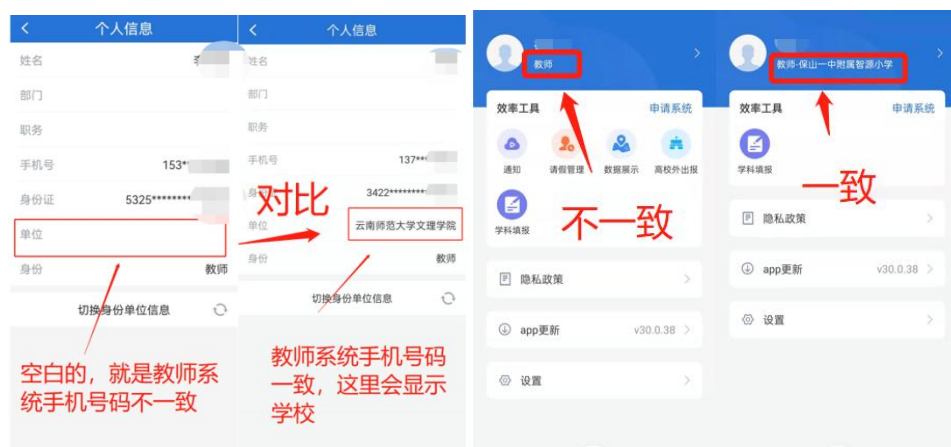 个人信息
姓名
部门
职务
手机号 153*
身份证 5325********
单位
身份 教师
切换身份单位信息
空白的，就是教师系
统手机号码不一致
个人信息
姓名
部门
职务
手机号 137**
3422********
单位 云南师范大学文理学院
身份 教师
切换身份单位信息
对比
教师系统手机号码
一致，这里会显示
学校
教师
效率工具 申请系统
通知 请假管理 数据展示 高校外出报
学科填报
不一致
隐私政策
app更新 v30.0.38
设置
教师-保山一中附属智源小学
效率工具 申请系统
学科填报
一致
隐私政策
app更新 v30.0.38
设置